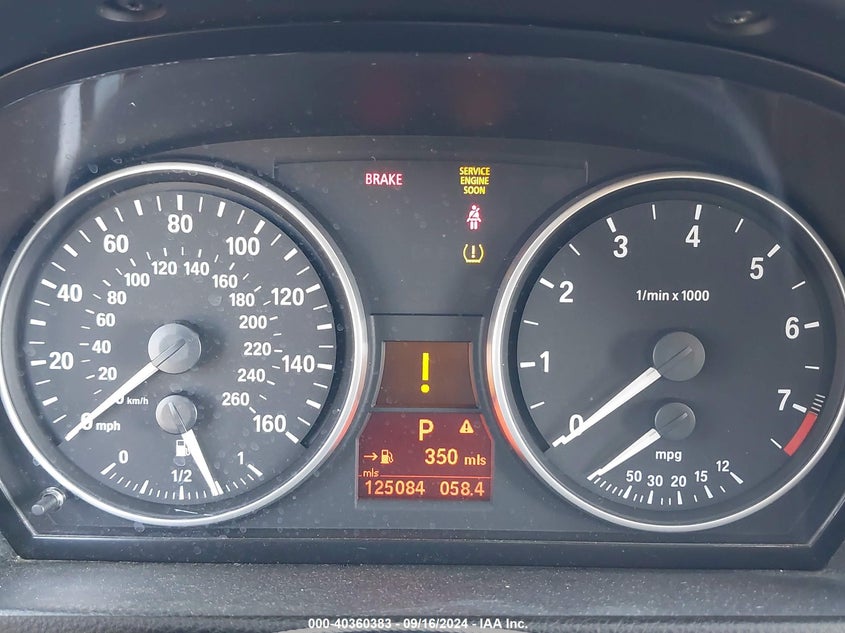 BRAKE
SERVICE
ENGINE
SOON
0 20 40 60 80 100 120 140 160
mph
20 40 60 80 100 120 140 160 180 200 220 240 260
km/h
0 1/2 1
!
P
350 mls
mls
125084 058.4
0 1 2 3 4 5 6 7
1/min x 1000
mpg
50 30 20 15 12
000-40360383 - 09/16/2024 - IAA Inc.